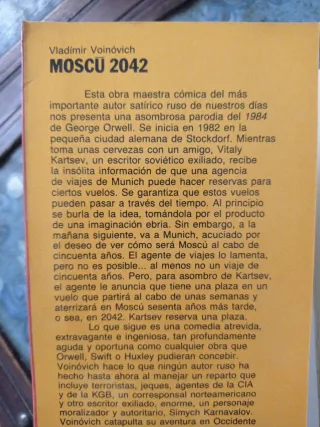 Vladímir Voinóvich
MOSCÚ 2042
Esta obra maestra cómica del más
importante autor satírico ruso de nuestros días
nos presenta una asombrosa parodia del 1984
de George Orwell. Se inicia en 1982 en la
pequeña ciudad alemana de Stockdorf. Mientras
toma unas cervezas con un amigo, Vitaly
Kartsev, un escritor soviético exiliado, recibe
la insólita información de que una agencia
de viajes de Munich puede hacer reservas para
ciertos vuelos. Se garantiza que estos vuelos
pueden pasar a través del tiempo. Al principio
se burla de la idea, tomándola por el producto
de una imaginación ebria. Sin embargo, a la
mañana siguiente, va a Munich, acuciado por
el deseo de ver cómo será Moscú al cabo de
cincuenta años. El agente de viajes lo lamenta,
pero no es posible... al menos no un viaje de
cincuenta años. Pero, para asombro de Kartsev,
el agente le anuncia que tiene una plaza en un
vuelo que partirá al cabo de unas semanas y
aterrizará en Moscú sesenta años más tarde,
o sea, en 2042. Kartsev reserva una plaza.
Lo que sigue es una comedia atrevida,
extravagante e ingeniosa, tan profundamente
aguda y oportuna como cualquier obra que
Orwell, Swift o Huxley pudieran concebir.
Voinóvich hace lo que ningún autor ruso ha
hecho hasta ahora al manejar un reparto que
incluye terroristas, jeques, agentes de la CIA
y de la KGB, un corresponsal norteamericano
y otro escritor exiliado, enorme, un personaje
moralizador y autoritario, Simych Karnavalov.
Voinóvich catapulta su aventura en Occidente